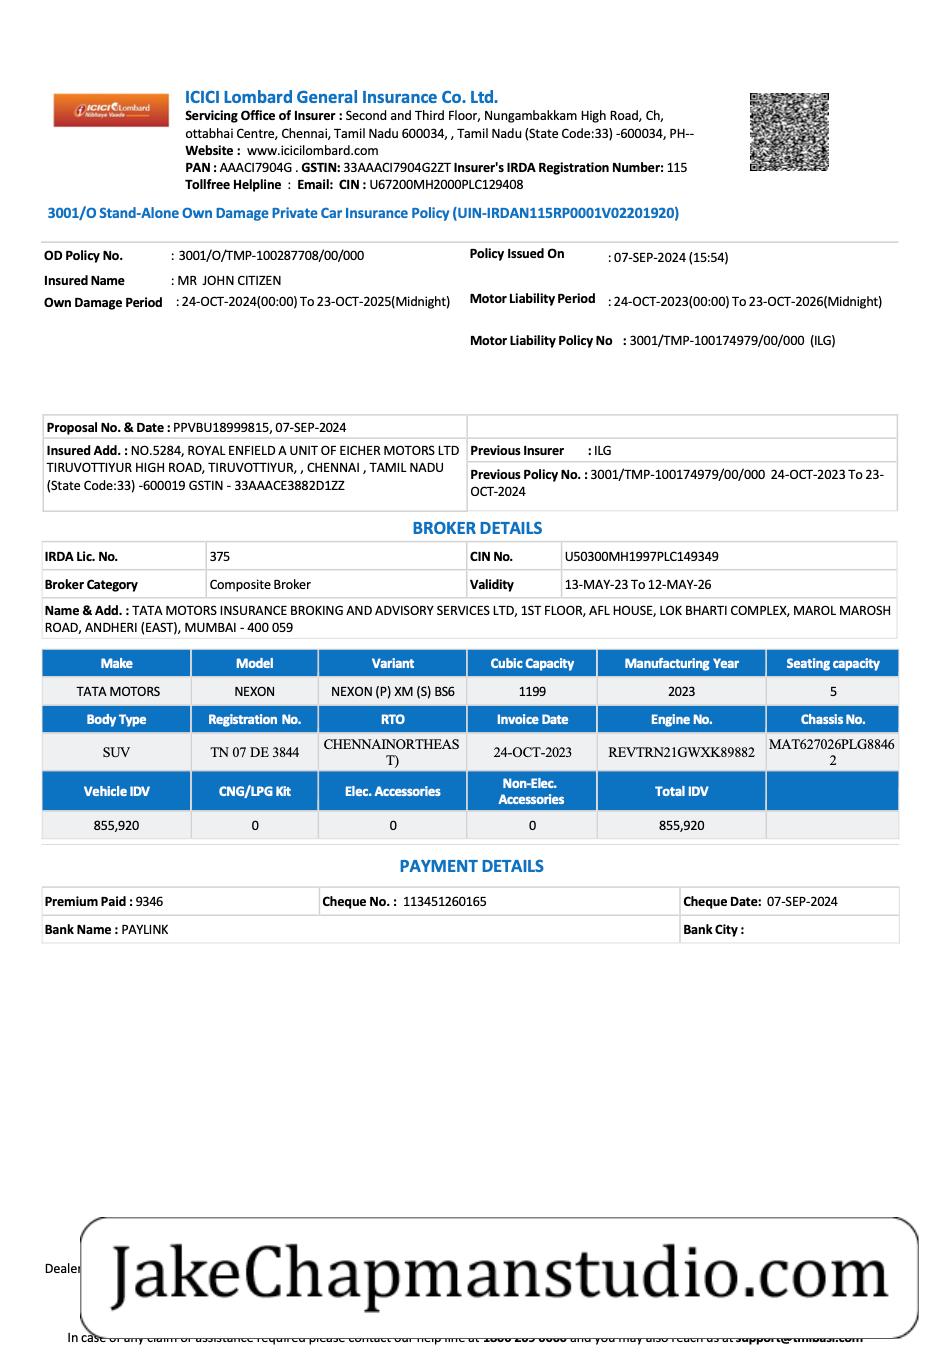 ICICI Lombard
Nibhaye Vaade
ICICI Lombard General Insurance Co. Ltd.
Servicing Office of Insurer : Second and Third Floor, Nungambakkam High Road, Ch,
ottabhai Centre, Chennai, Tamil Nadu 600034, , Tamil Nadu (State Code:33) -600034, PH--
Website : www.icicilombard.com
PAN : AAACI7904G . GSTIN: 33AAACI7904G2ZT Insurer's IRDA Registration Number: 115
Tollfree Helpline : Email: CIN : U67200MH2000PLC129408
3001/O Stand-Alone Own Damage Private Car Insurance Policy (UIN-IRDAN115RP0001V02201920)
OD Policy No. : 3001/O/TMP-100287708/00/000 Policy Issued On : 07-SEP-2024 (15:54)
Insured Name : MR JOHN CITIZEN
Own Damage Period : 24-OCT-2024(00:00) To 23-OCT-2025(Midnight) Motor Liability Period : 24-OCT-2023(00:00) To 23-OCT-2026(Midnight)
Motor Liability Policy No : 3001/TMP-100174979/00/000 (ILG)
Proposal No. & Date : PPVBU18999815, 07-SEP-2024
Insured Add. : NO.5284, ROYAL ENFIELD A UNIT OF EICHER MOTORS LTD
TIRUVOTTIYUR HIGH ROAD, TIRUVOTTIYUR, , CHENNAI , TAMIL NADU
(State Code:33) -600019 GSTIN - 33AAACE3882D1ZZ
Previous Insurer : ILG
Previous Policy No. : 3001/TMP-100174979/00/000 24-OCT-2023 To 23-
OCT-2024
BROKER DETAILS
IRDA Lic. No. 375 CIN No. U50300MH1997PLC149349
Broker Category Composite Broker Validity 13-MAY-23 To 12-MAY-26
Name & Add. : TATA MOTORS INSURANCE BROKING AND ADVISORY SERVICES LTD, 1ST FLOOR, AFL HOUSE, LOK BHARTI COMPLEX, MAROL MAROSH
ROAD, ANDHERI (EAST), MUMBAI - 400 059
Make Model Variant Cubic Capacity Manufacturing Year Seating capacity
TATA MOTORS NEXON NEXON (P) XM (S) BS6 1199 2023 5
Body Type Registration No. RTO Invoice Date Engine No. Chassis No.
SUV TN 07 DE 3844 CHENNAINORTHEAS
T) 24-OCT-2023 REVTRN21GWXK89882 MAT627026PLG8846
2
Vehicle IDV CNG/LPG Kit Elec. Accessories Non-Elec.
Accessories Total IDV
855,920 0 0 0 855,920
PAYMENT DETAILS
Premium Paid : 9346 Cheque No. : 113451260165 Cheque Date: 07-SEP-2024
Bank Name : PAYLINK Bank City :
Dealer
JakeChapmanstudio.com
In case of any claim or assistance required please contact our help line at and you may also reach us at support@tmibasl.com